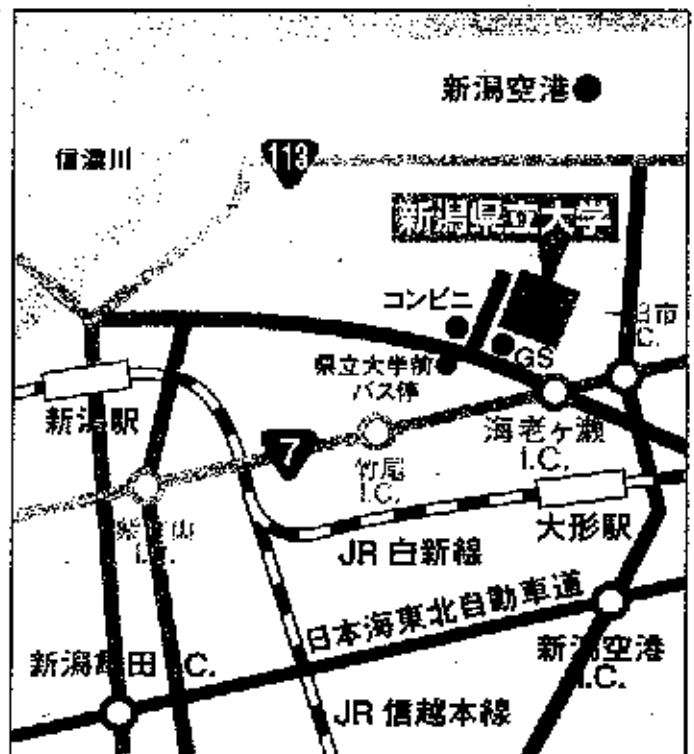 新潟空港
信濃川
113
新潟県立大学
コンビニ
GS
県立大学前
バス停
新潟駅
7
竹尾
I.C.
海老ヶ瀬
I.C.
大形駅
JR 白新線
日本海東北自動車道
新潟空港
I.C.
新潟亀田I.C.
JR 信越本線